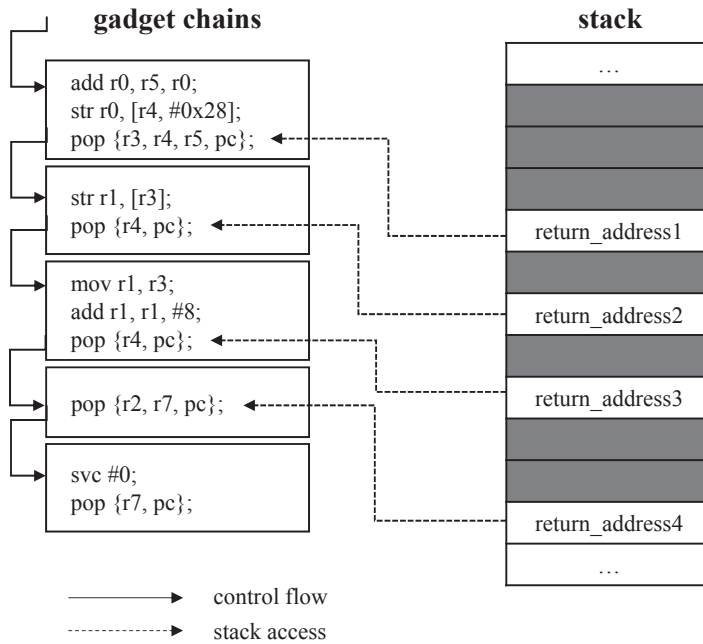 gadget chains
add r0, r5, r0;
str r0, [r4, #0x28];
pop {r3, r4, r5, pc};
str r1, [r3];
pop {r4, pc};
mov r1, r3;
add r1, r1, #8;
pop {r4, pc};
pop {r2, r7, pc};
svc #0;
pop {r7, pc};
stack
…
return_address1
return_address2
return_address3
return_address4
…
control flow
stack access